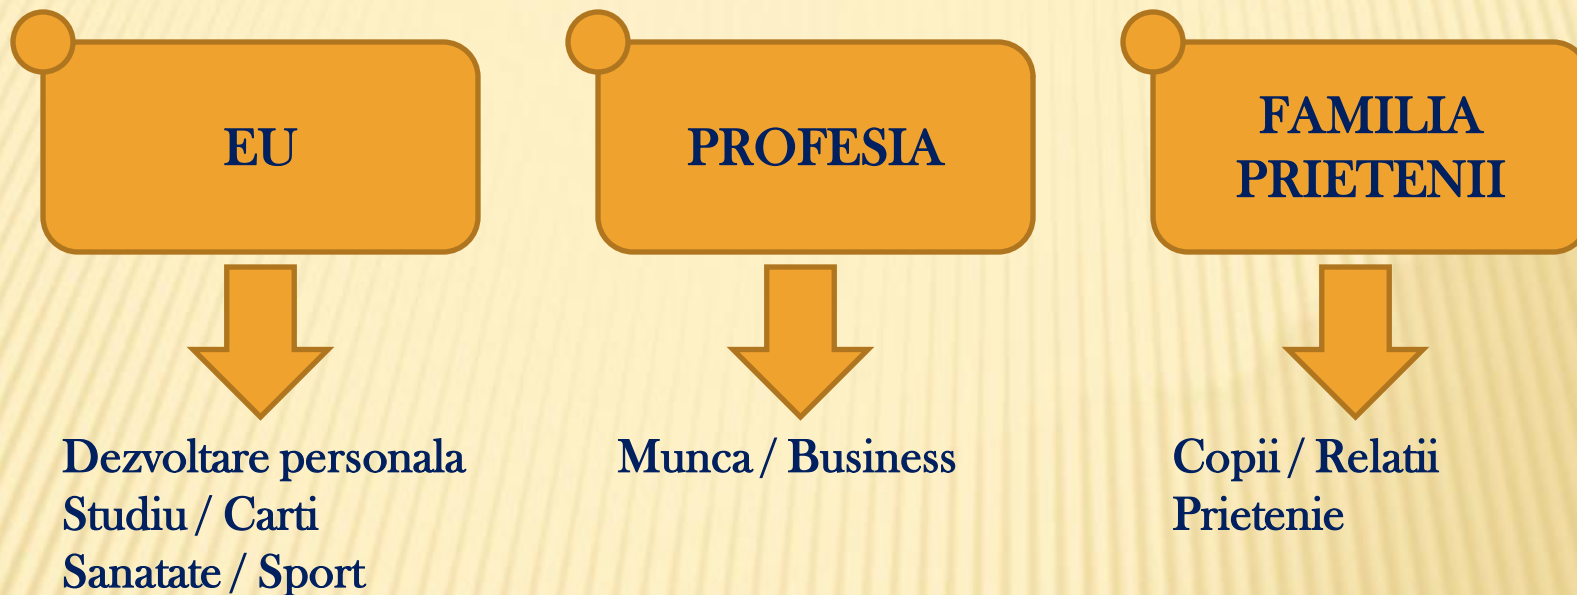 EU
Dezvoltare personala
Studiu / Carti
Sanatate / Sport
PROFESIA
Munca / Business
FAMILIA
PRIETENII
Copii / Relatii
Prietenie